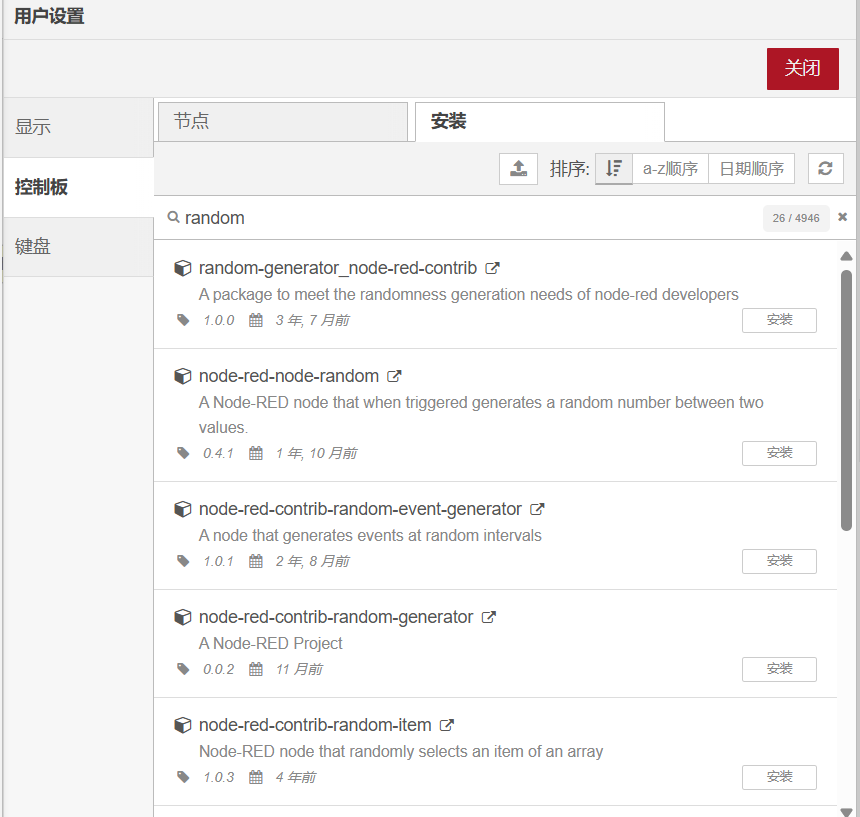 用户设置
关闭
显示
控制板
键盘
节点
安装
排序:
a-z顺序
日期顺序
random
26 / 4946
random-generator_node-red-contrib
A package to meet the randomness generation needs of node-red developers
1.0.0 3 年, 7 月前
安装
node-red-node-random
A Node-RED node that when triggered generates a random number between two
values.
0.4.1 1 年, 10 月前
安装
node-red-contrib-random-event-generator
A node that generates events at random intervals
1.0.1 2 年, 8 月前
安装
node-red-contrib-random-generator
A Node-RED Project
0.0.2 11 月前
安装
node-red-contrib-random-item
Node-RED node that randomly selects an item of an array
1.0.3 4 年前
安装